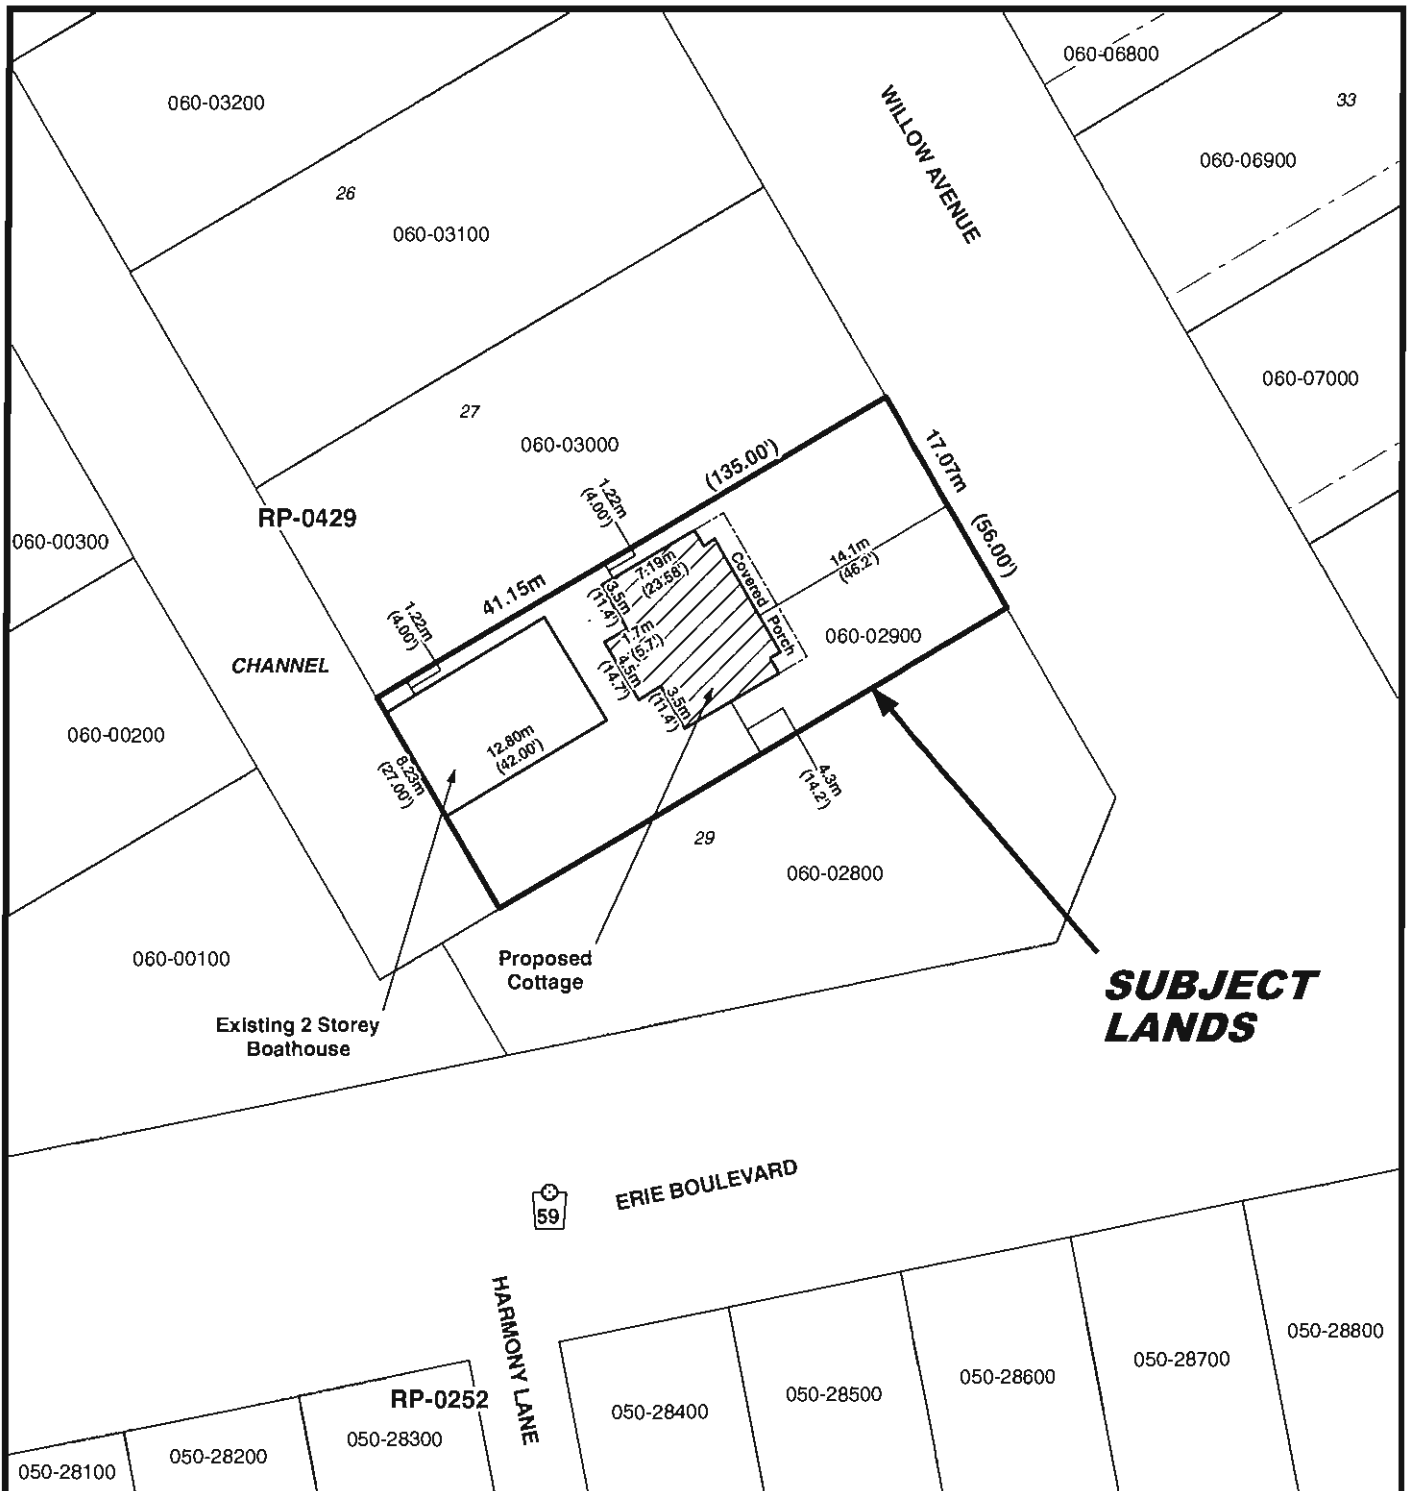 060-03200
060-06800
33
060-06900
WILLOW AVENUE
26
060-03100
060-07000
27
060-03000
(135.00')
17.07m
(56.00')
1.22m
(4.00')
RP-0429
060-00300
41.15m
7.19m
(23.58')
Covered Porch
14.1m
(46.2')
3.5m
(11.4')
1.7m
(5.7')
4.5m
(14.7')
3.5m
(11.4')
060-02900
1.22m
(4.00')
CHANNEL
060-00200
12.80m
(42.00')
8.23m
(27.00')
4.3m
(14.2')
29
060-02800
060-00100
Proposed
Cottage
SUBJECT
LANDS
Existing 2 Storey
Boathouse
59
ERIE BOULEVARD
HARMONY LANE
RP-0252
050-28100
050-28200
050-28300
050-28400
050-28500
050-28600
050-28700
050-28800